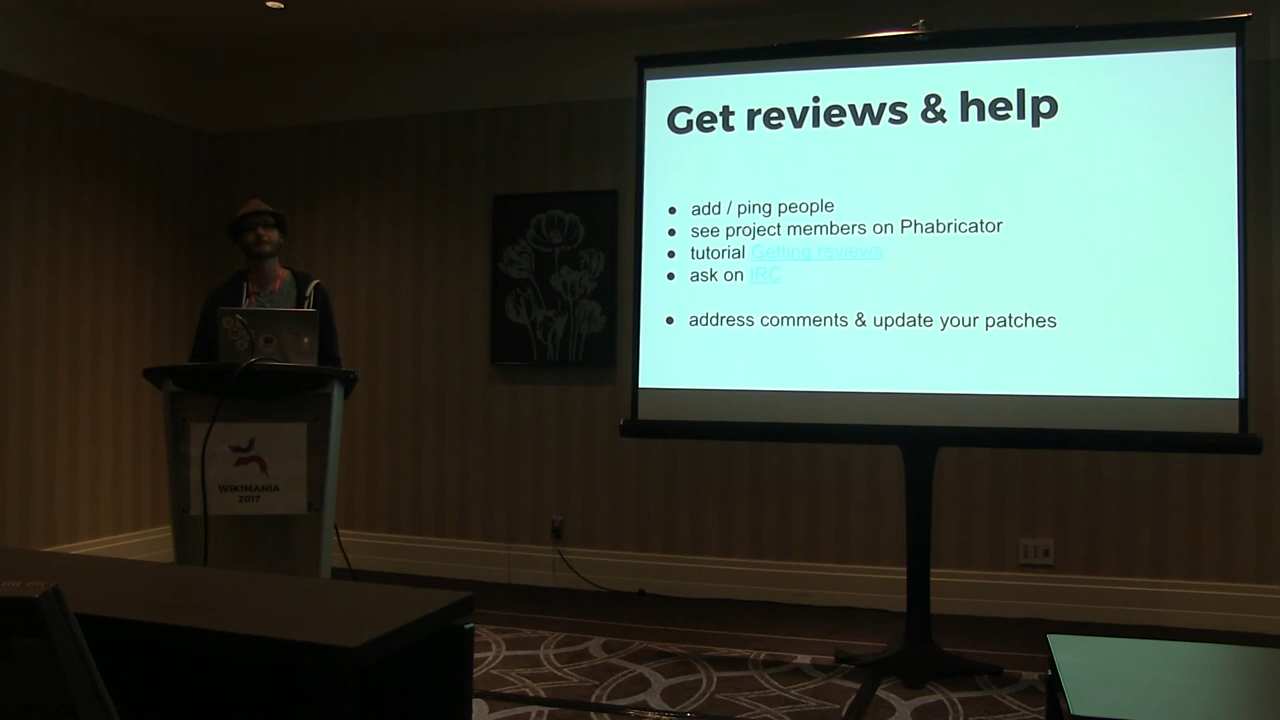 Get reviews & help
● add / ping people
● see project members on Phabricator
● tutorial Getting reviews
● ask on IRC
● address comments & update your patches
WIKIMANIA
2017